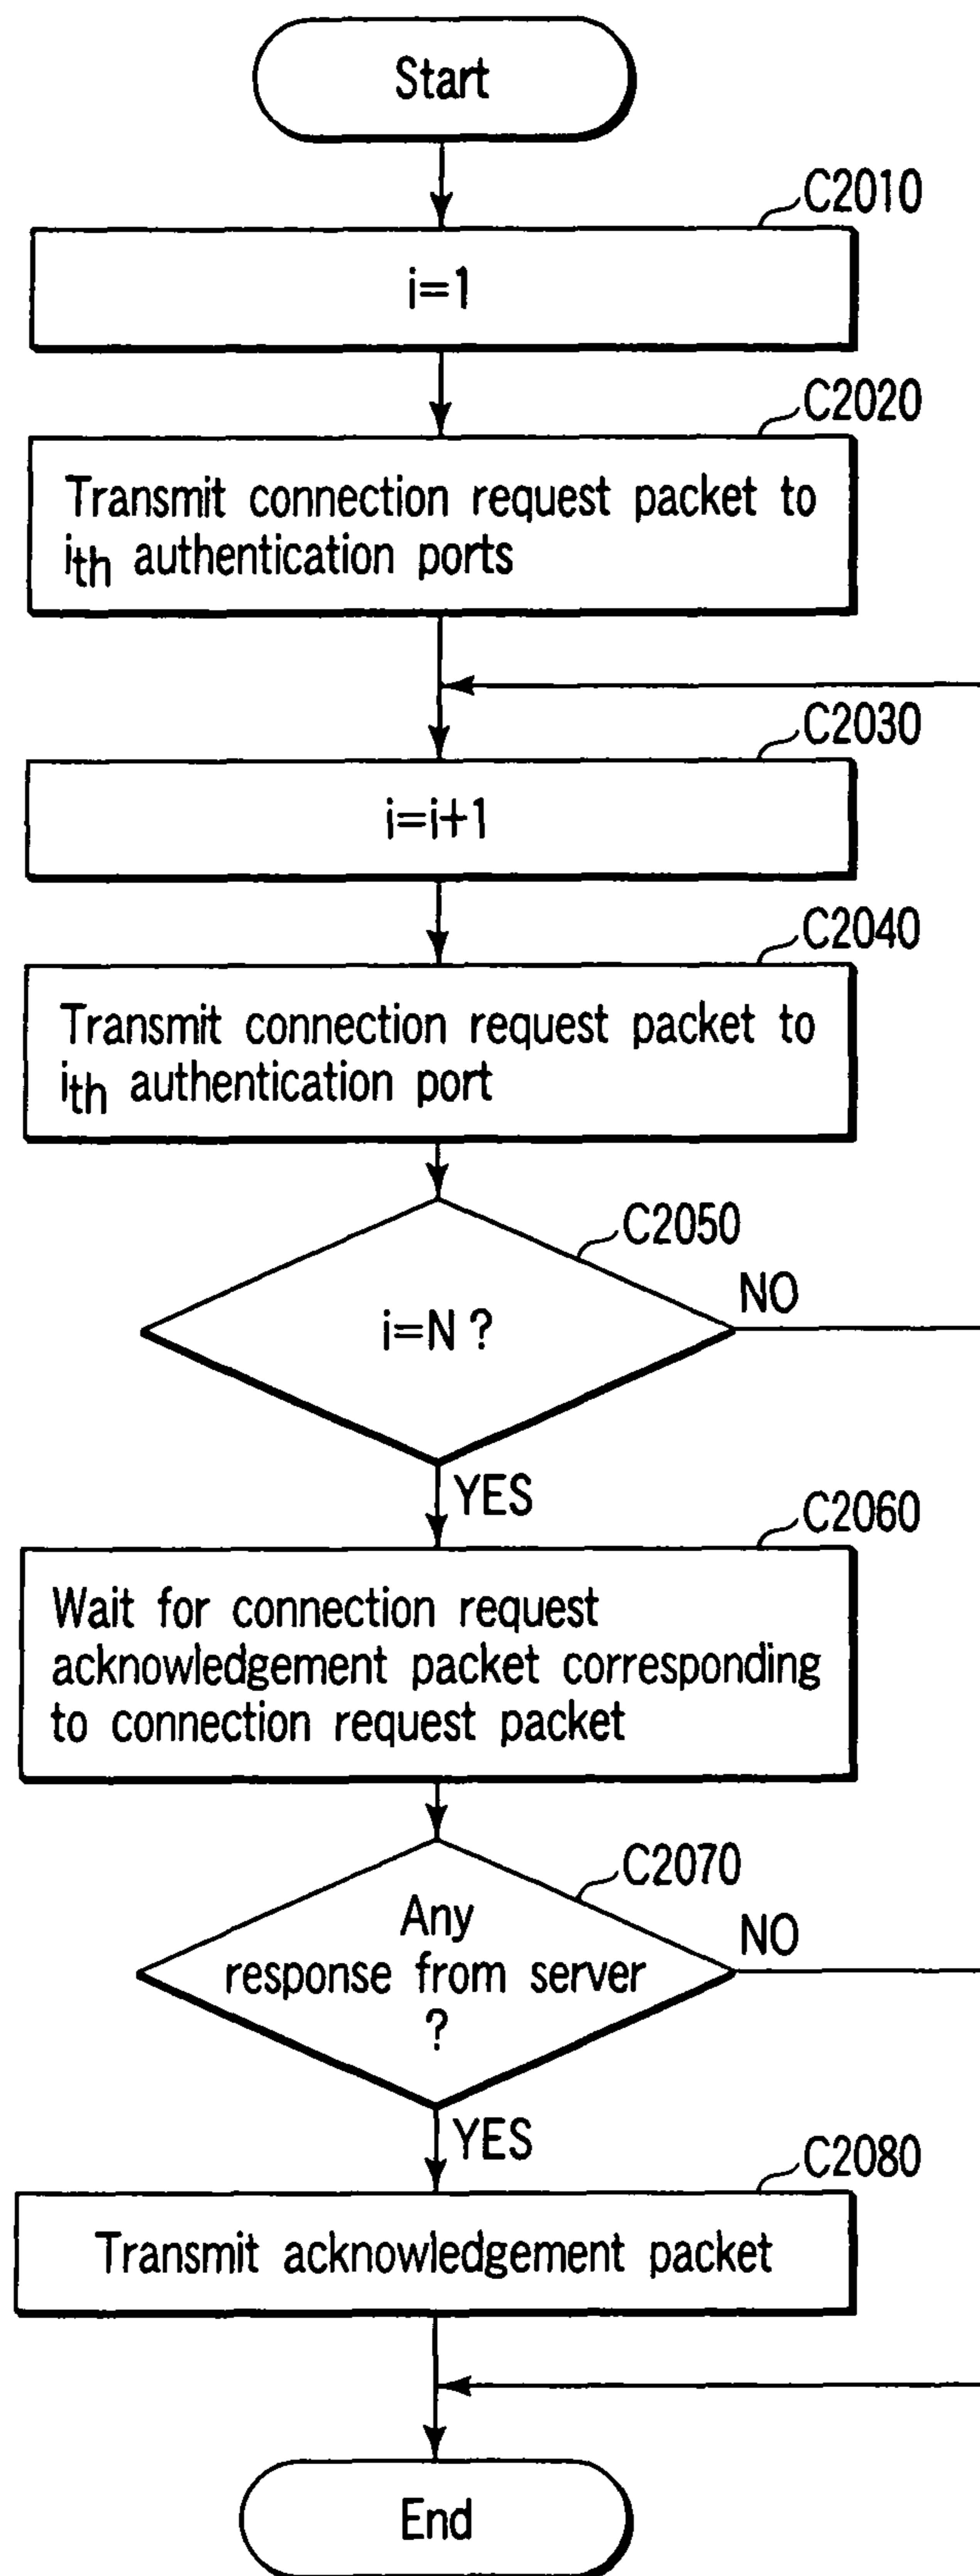 Start
C2010
i=1
C2020
Transmit connection request packet to
ith authentication ports
C2030
i=i+1
C2040
Transmit connection request packet to
ith authentication port
C2050
i=N ?
NO
YES
C2060
Wait for connection request
acknowledgement packet corresponding
to connection request packet
C2070
Any
response from server
?
NO
YES
C2080
Transmit acknowledgement packet
End